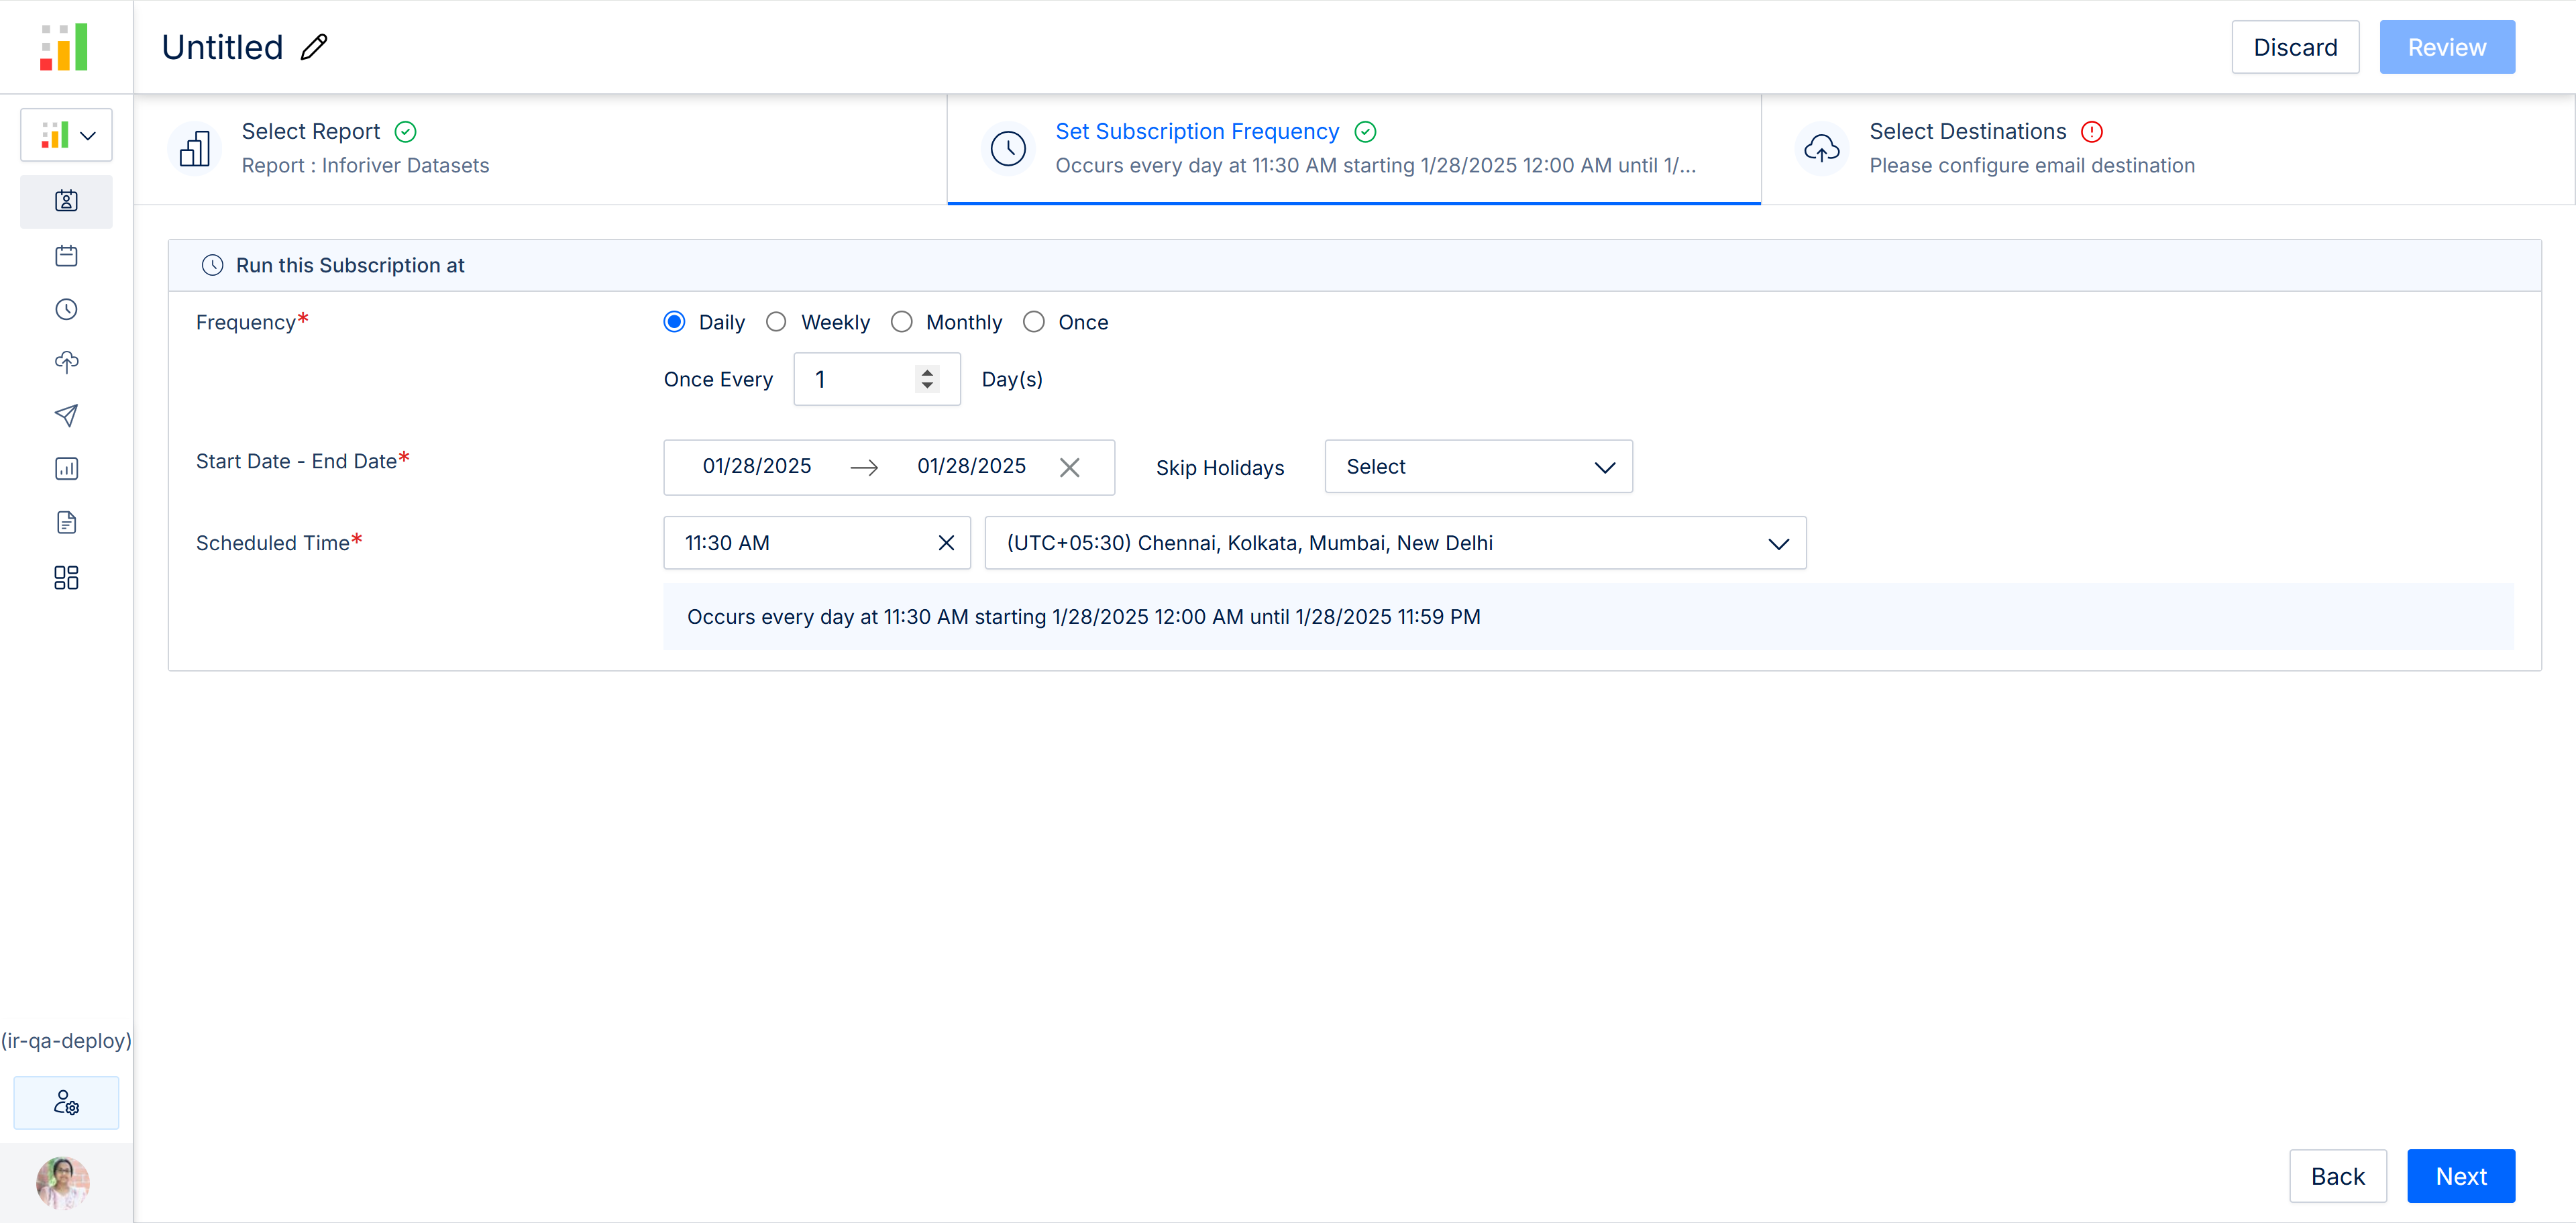 Untitled
Discard
Review
Select Report
Report : Inforiver Datasets
Set Subscription Frequency
Occurs every day at 11:30 AM starting 1/28/2025 12:00 AM until 1/...
Select Destinations
Please configure email destination
Run this Subscription at
Frequency*
Daily Weekly Monthly Once
Once Every 1 Day(s)
Start Date - End Date*
01/28/2025 → 01/28/2025
Skip Holidays
Select
Scheduled Time*
11:30 AM
(UTC+05:30) Chennai, Kolkata, Mumbai, New Delhi
Occurs every day at 11:30 AM starting 1/28/2025 12:00 AM until 1/28/2025 11:59 PM
(ir-qa-deploy)
Back
Next